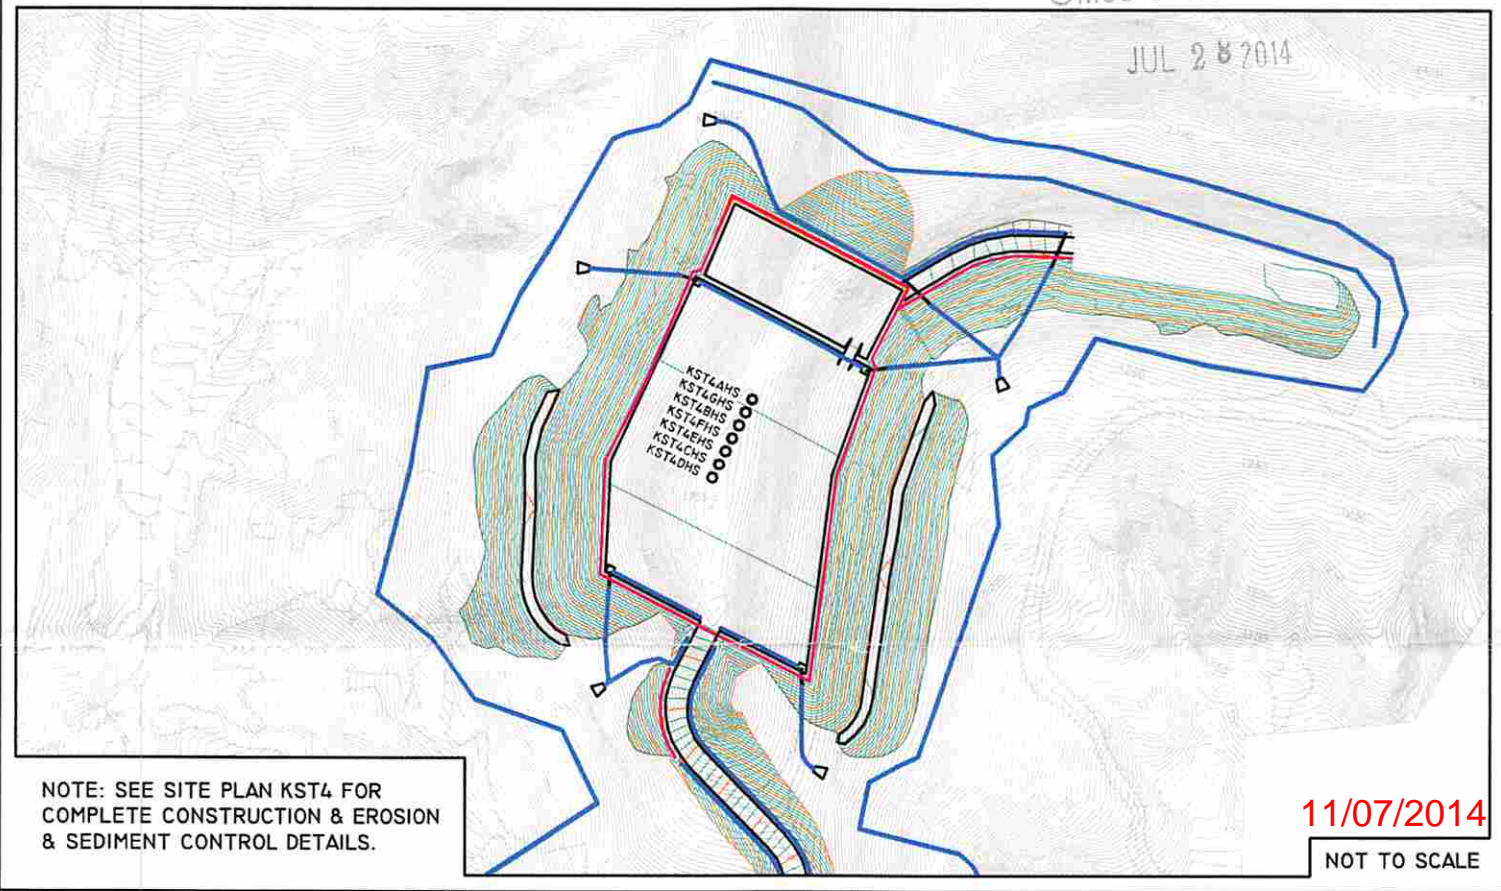 JUL 28 2014
KST4AHS
KST4GHS
KST4BHS
KST4FHS
KST4EHS
KST4CHS
KST4DHS
NOTE: SEE SITE PLAN KST4 FOR
COMPLETE CONSTRUCTION & EROSION
& SEDIMENT CONTROL DETAILS.
11/07/2014
NOT TO SCALE